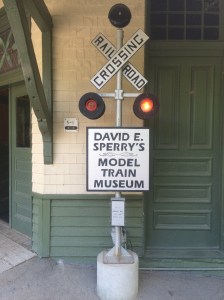 RAIL ROAD
CROSSING
DAVID E.
SPERRY'S
MODEL
TRAIN
MUSEUM